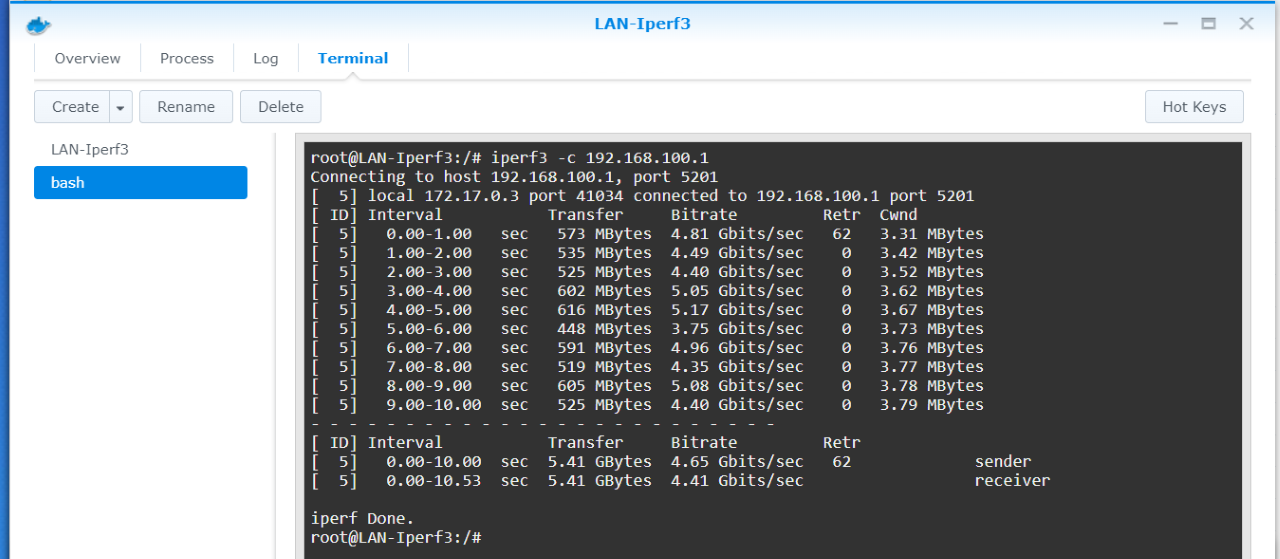 LAN-Iperf3
Overview Process Log Terminal
Create Rename Delete Hot Keys
LAN-Iperf3
bash
root@LAN-Iperf3:/# iperf3 -c 192.168.100.1
Connecting to host 192.168.100.1, port 5201
[  5] local 172.17.0.3 port 41034 connected to 192.168.100.1 port 5201
[ ID] Interval           Transfer     Bitrate         Retr  Cwnd
[  5]   0.00-1.00   sec   573 MBytes  4.81 Gbits/sec   62   3.31 MBytes
[  5]   1.00-2.00   sec   535 MBytes  4.49 Gbits/sec    0   3.42 MBytes
[  5]   2.00-3.00   sec   525 MBytes  4.40 Gbits/sec    0   3.52 MBytes
[  5]   3.00-4.00   sec   602 MBytes  5.05 Gbits/sec    0   3.62 MBytes
[  5]   4.00-5.00   sec   616 MBytes  5.17 Gbits/sec    0   3.67 MBytes
[  5]   5.00-6.00   sec   448 MBytes  3.75 Gbits/sec    0   3.73 MBytes
[  5]   6.00-7.00   sec   591 MBytes  4.96 Gbits/sec    0   3.76 MBytes
[  5]   7.00-8.00   sec   519 MBytes  4.35 Gbits/sec    0   3.77 MBytes
[  5]   8.00-9.00   sec   605 MBytes  5.08 Gbits/sec    0   3.78 MBytes
[  5]   9.00-10.00  sec   525 MBytes  4.40 Gbits/sec    0   3.79 MBytes
- - - - - - - - - - - - - - - - - - - - - - - - -
[ ID] Interval           Transfer     Bitrate         Retr
[  5]   0.00-10.00  sec  5.41 GBytes  4.65 Gbits/sec   62             sender
[  5]   0.00-10.53  sec  5.41 GBytes  4.41 Gbits/sec                  receiver
iperf Done.
root@LAN-Iperf3:/#